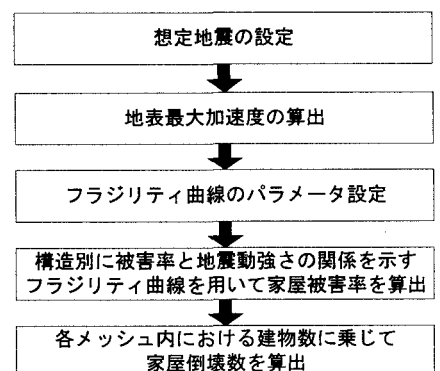 想定地震の設定
地表最大加速度の算出
フラジリティ曲線のパラメータ設定
構造別に被害率と地震動強さの関係を示す
フラジリティ曲線を用いて家屋被害率を算出
各メッシュ内における建物数に乗じて
家屋倒壊数を算出